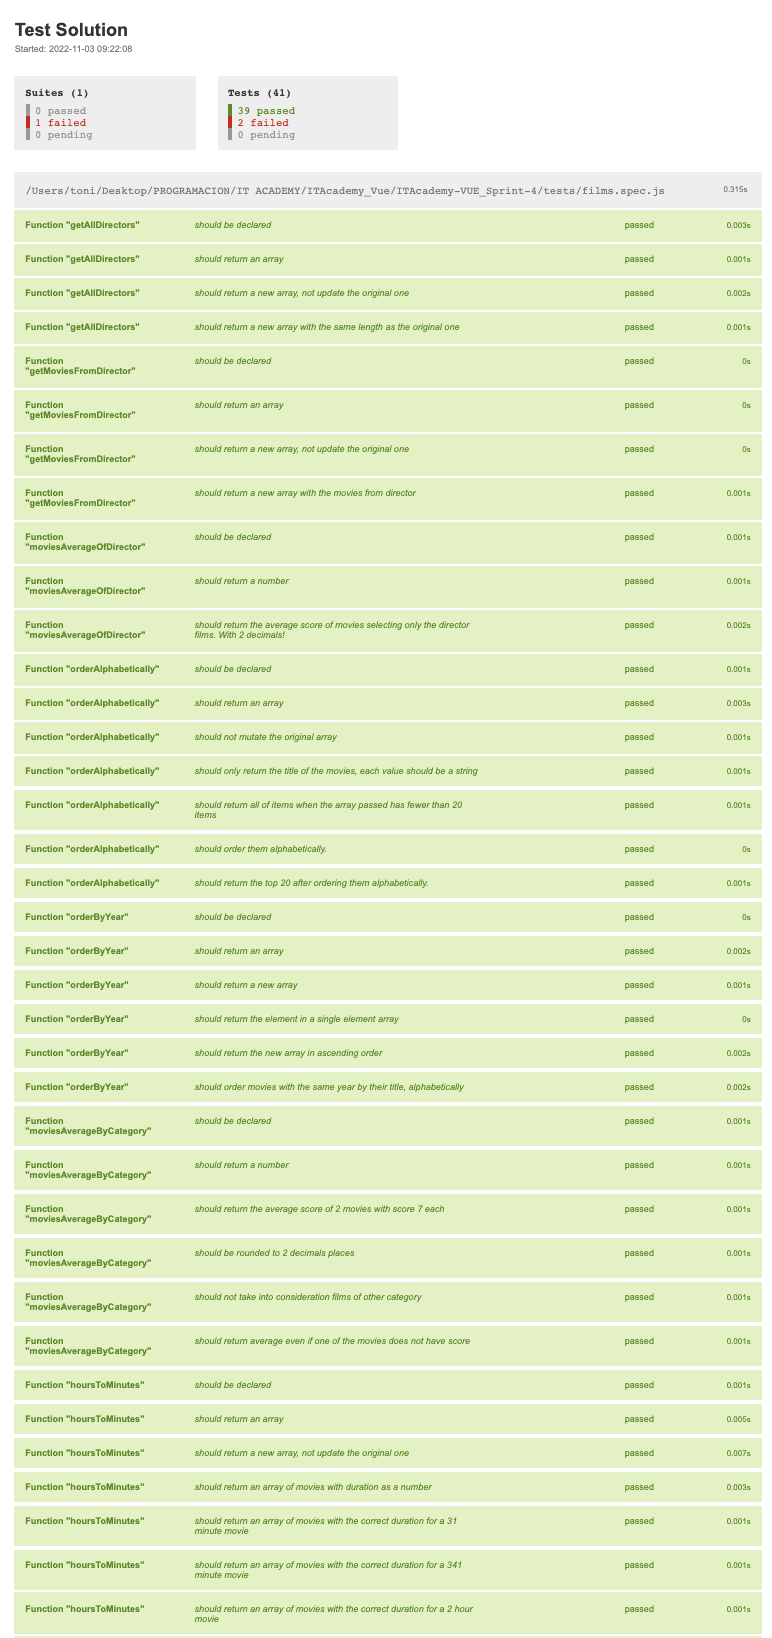 Test Solution
Started: 2022-11-03 09:22:08
Suites (1)
0 passed
1 failed
0 pending
Tests (41)
39 passed
2 failed
0 pending
/Users/toni/Desktop/PROGRAMACION/IT ACADEMY/ITAcademy_Vue/ITAcademy-VUE_Sprint-4/tests/films.spec.js 0.315s
Function "getAllDirectors" should be declared passed 0.003s
Function "getAllDirectors" should return an array passed 0.001s
Function "getAllDirectors" should return a new array, not update the original one passed 0.002s
Function "getAllDirectors" should return a new array with the same length as the original one passed 0.001s
Function should be declared passed 0s
"getMoviesFromDirector"
Function should return an array passed 0s
"getMoviesFromDirector"
Function should return a new array, not update the original one passed 0s
"getMoviesFromDirector"
Function should return a new array with the movies from director passed 0.001s
"getMoviesFromDirector"
Function should be declared passed 0.001s
"moviesAverageOfDirector"
Function should return a number passed 0.001s
"moviesAverageOfDirector"
Function should return the average score of movies selecting only the director passed 0.002s
"moviesAverageOfDirector" films. With 2 decimals!
Function "orderAlphabetically" should be declared passed 0.001s
Function "orderAlphabetically" should return an array passed 0.003s
Function "orderAlphabetically" should not mutate the original array passed 0.001s
Function "orderAlphabetically" should only return the title of the movies, each value should be a string passed 0.001s
Function "orderAlphabetically" should return all of items when the array passed has fewer than 20 passed 0.001s
items
Function "orderAlphabetically" should order them alphabetically. passed 0s
Function "orderAlphabetically" should return the top 20 after ordering them alphabetically. passed 0.001s
Function "orderByYear" should be declared passed 0s
Function "orderByYear" should return an array passed 0.002s
Function "orderByYear" should return a new array passed 0.001s
Function "orderByYear" should return the element in a single element array passed 0s
Function "orderByYear" should return the new array in ascending order passed 0.002s
Function "orderByYear" should order movies with the same year by their title, alphabetically passed 0.002s
Function should be declared passed 0.001s
"moviesAverageByCategory"
Function should return a number passed 0.001s
"moviesAverageByCategory"
Function should return the average score of 2 movies with score 7 each passed 0.001s
"moviesAverageByCategory"
Function should be rounded to 2 decimals places passed 0.001s
"moviesAverageByCategory"
Function should not take into consideration films of other category passed 0.001s
"moviesAverageByCategory"
Function should return average even if one of the movies does not have score passed 0.001s
"moviesAverageByCategory"
Function "hoursToMinutes" should be declared passed 0.001s
Function "hoursToMinutes" should return an array passed 0.005s
Function "hoursToMinutes" should return a new array, not update the original one passed 0.007s
Function "hoursToMinutes" should return an array of movies with duration as a number passed 0.003s
Function "hoursToMinutes" should return an array of movies with the correct duration for a 31 passed 0.001s
minute movie
Function "hoursToMinutes" should return an array of movies with the correct duration for a 341 passed 0.001s
minute movie
Function "hoursToMinutes" should return an array of movies with the correct duration for a 2 hour passed 0.001s
movie